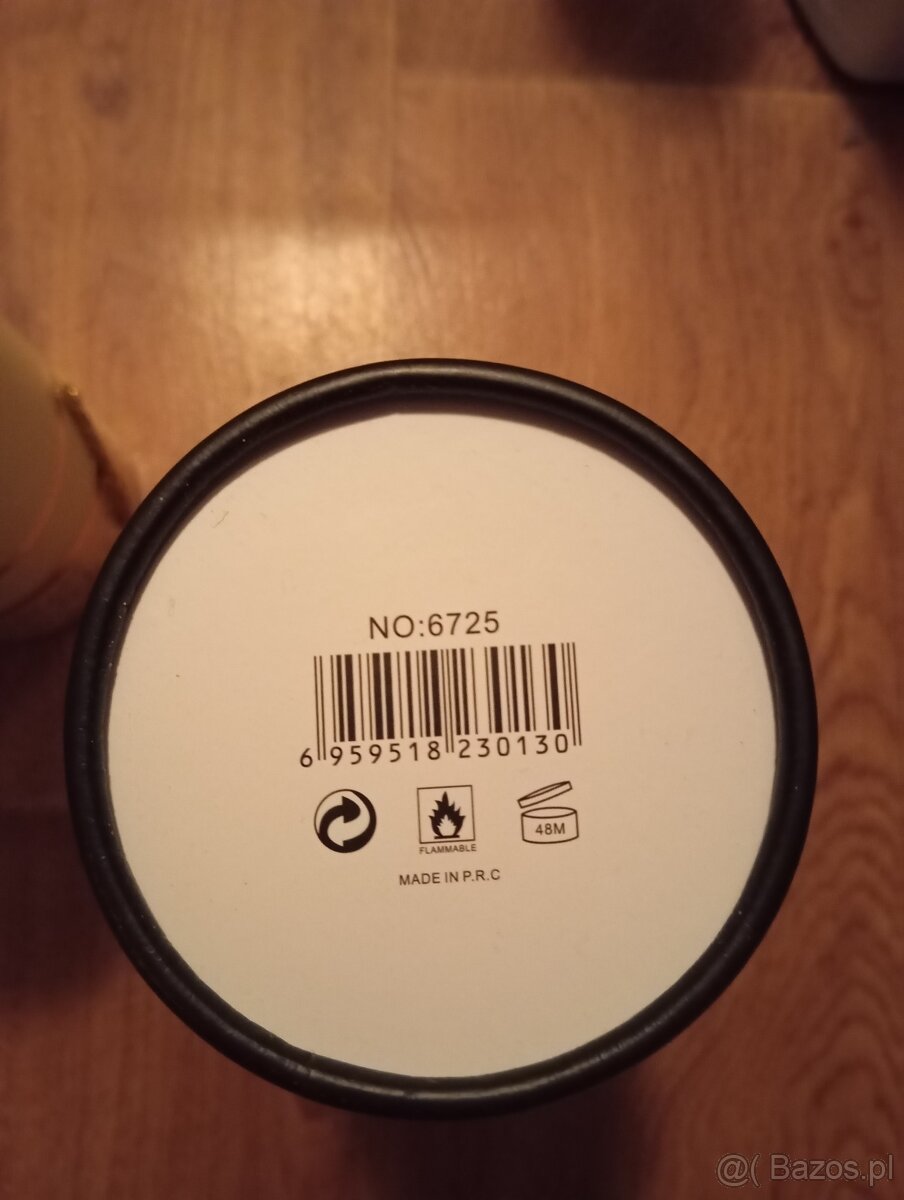 NO:6725
6 959518 230130
FLAMMABLE
48M
MADE IN P.R.C
@( Bazos.pl